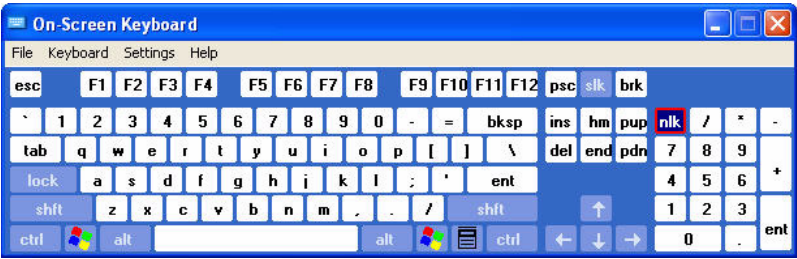 On-Screen Keyboard
File Keyboard Settings Help
esc F1 F2 F3 F4 F5 F6 F7 F8 F9 F10 F11 F12 psc slk brk
` 1 2 3 4 5 6 7 8 9 0 - = bksp ins hm pup nlk / * -
tab q w e r t y u i o p [ ] \ del end pdn 7 8 9 +
lock a s d f g h j k l ; ' ent 4 5 6
shft z x c v b n m , . / shft ↑ 1 2 3 ent
ctrl alt alt ctrl ← ↓ → 0 .